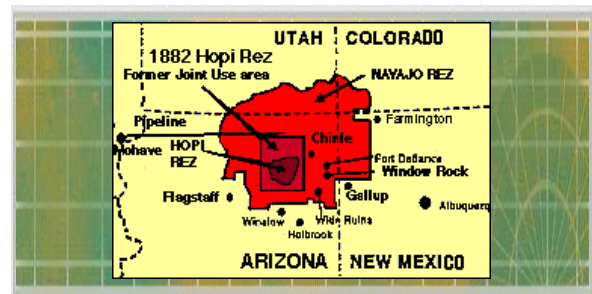 UTAH COLORADO
1882 Hopi Rez
Former Joint Use area
NAVAJO REZ
Pipeline
Farmington
Mohave
HOPI
REZ
Chinle
Fort Defiance
Window Rock
Flagstaff
Gallup
Albuquerq
Winslow
Wide Ruins
Holbrook
ARIZONA NEW MEXICO